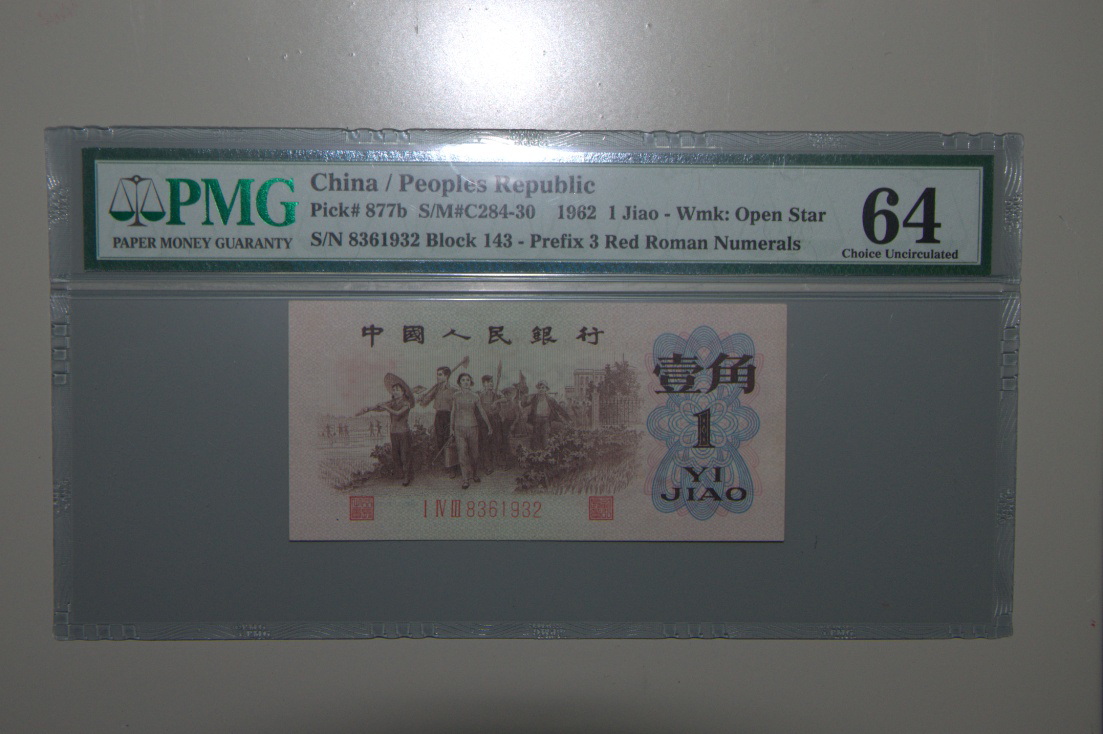 PMG
PAPER MONEY GUARANTY
China / Peoples Republic
Pick# 877b S/M#C284-30 1962 1 Jiao - Wmk: Open Star
S/N 8361932 Block 143 - Prefix 3 Red Roman Numerals
64
Choice Uncirculated
中國人民銀行
壹角
1
YI
JIAO
I IV III 8361932